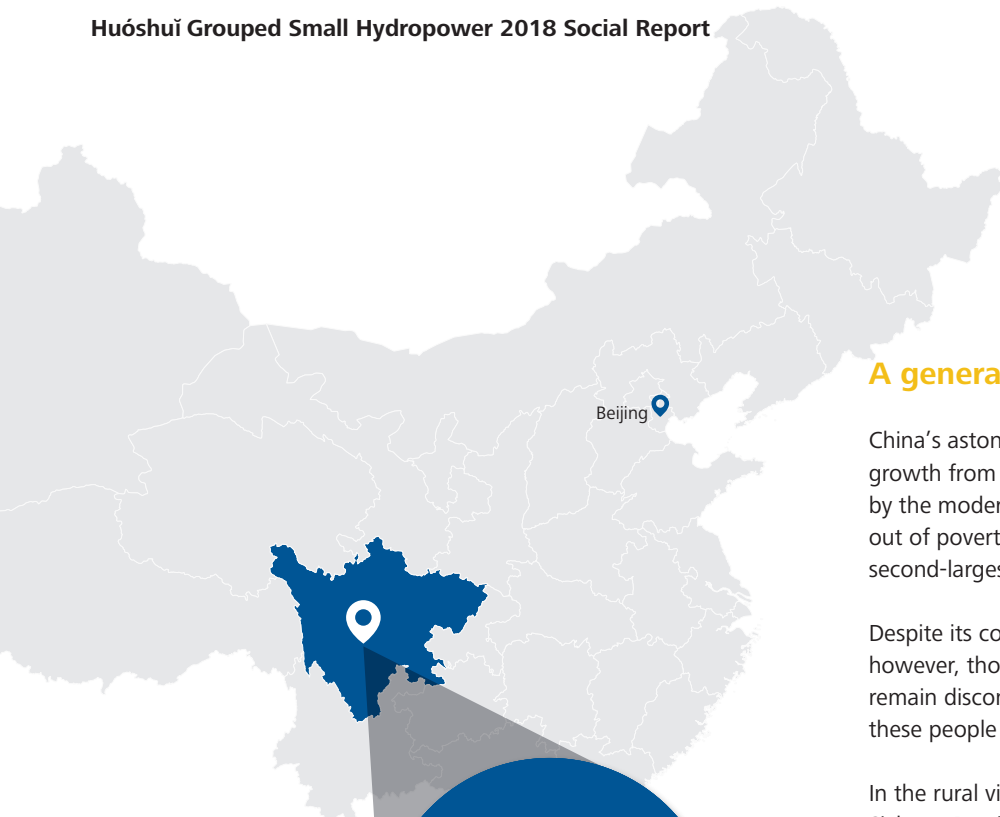 Huóshuǐ Grouped Small Hydropower 2018 Social Report
Beijing
A genera
China's aston
growth from
by the moder
out of povert
second-larges
Despite its co
however, tho
remain discon
these people
In the rural vi